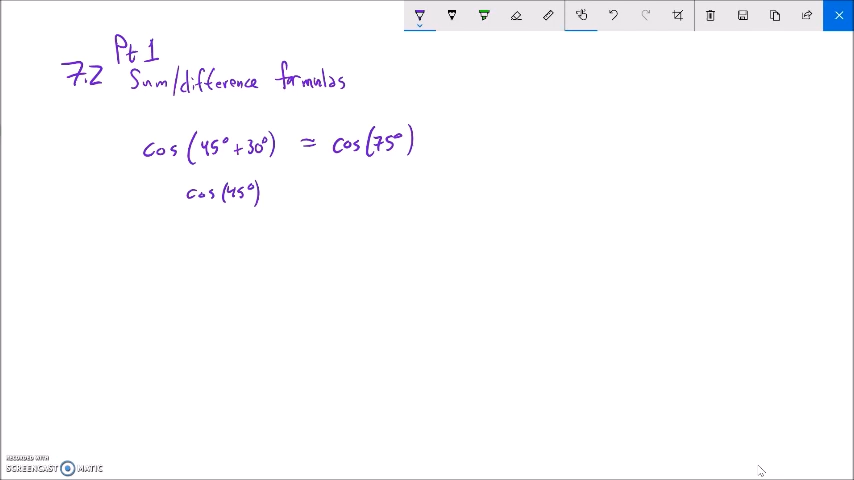 Pt 1
7.2 Sum/difference formulas
cos(45°+30°) = cos(75°)
cos(45°)
RECORDED WITH
SCREENCAST MATIC